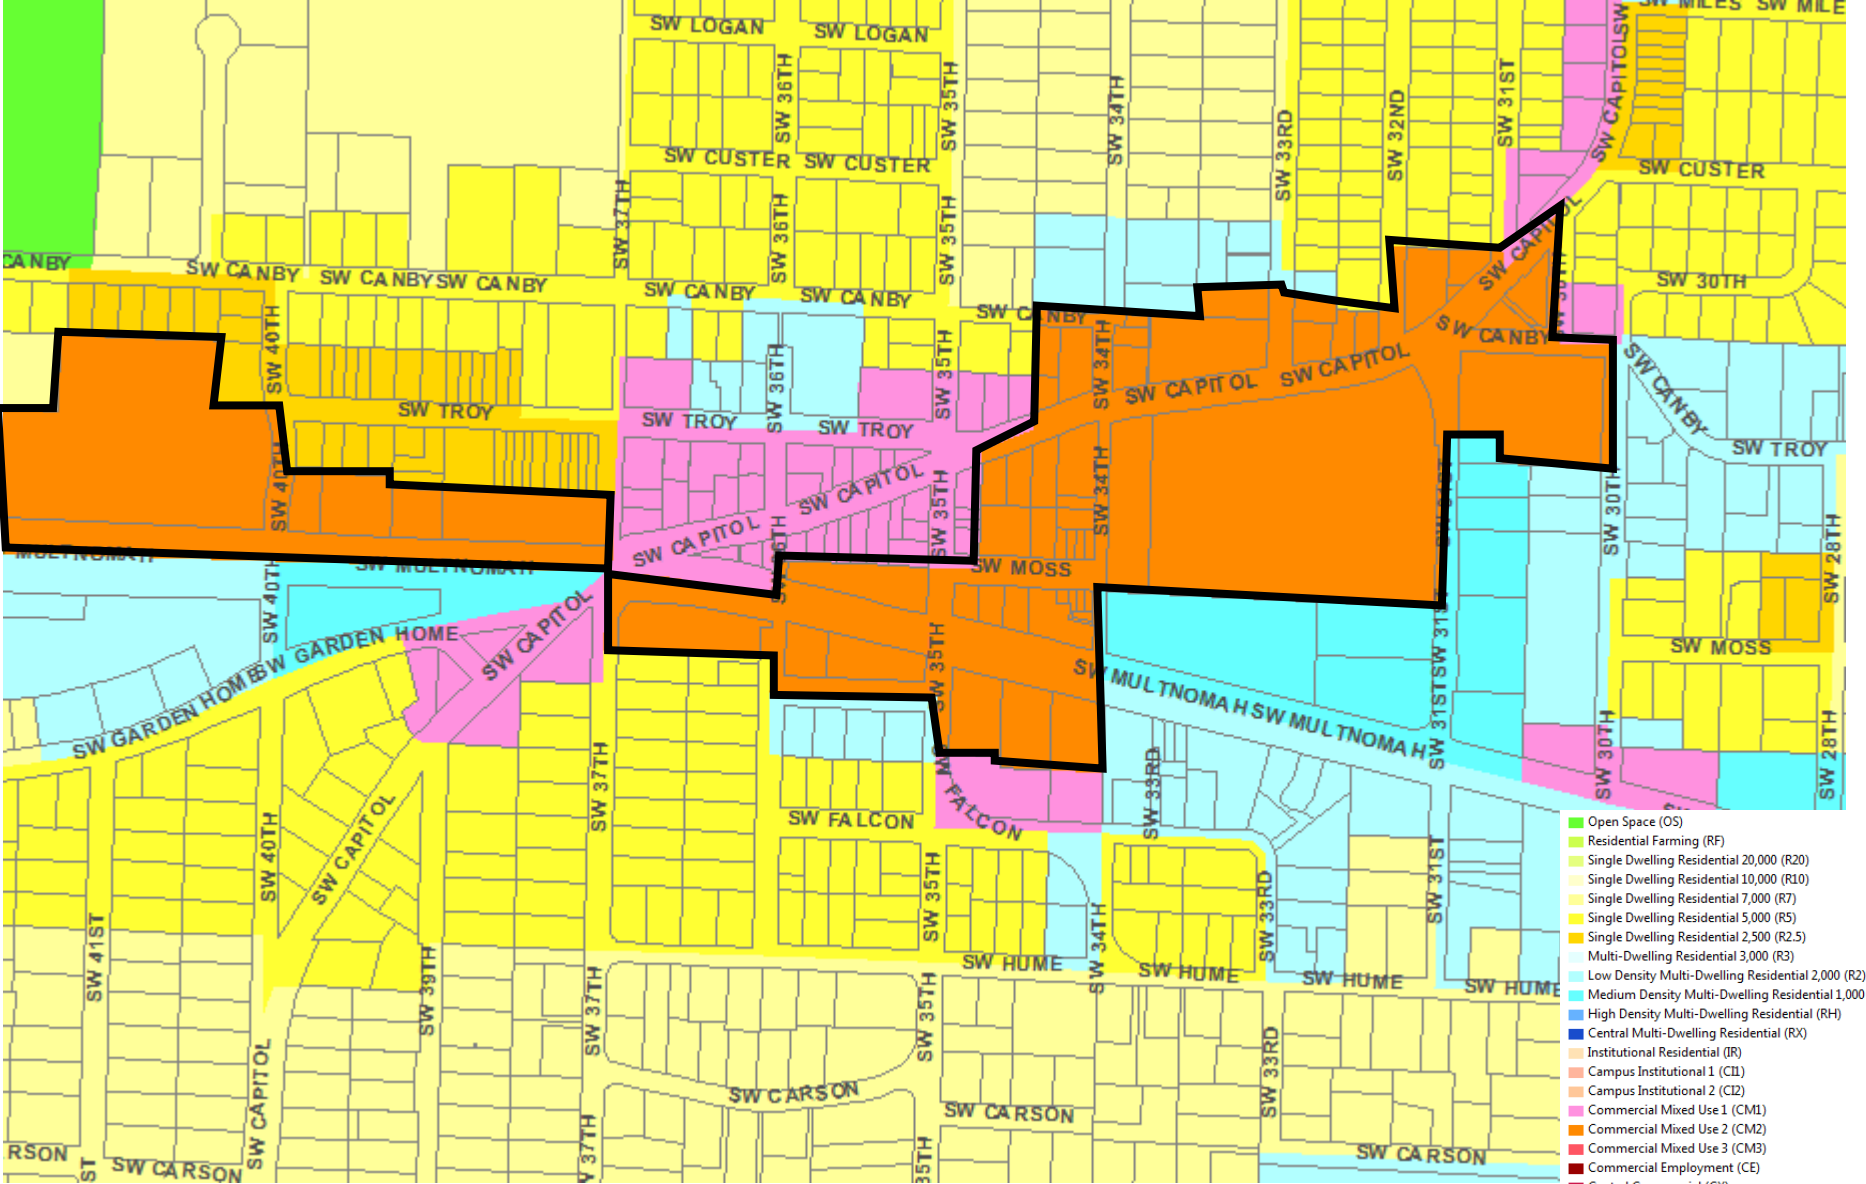 SW LOGAN
SW LOGAN
SW MILES
SW MILE
SW CAPITOL
SW
SW 36TH
SW 35TH
SW 34TH
SW 33RD
SW 32ND
SW 31ST
SW CAPITOL
SW CUSTER
SW CUSTER
SW CUSTER
SW 37TH
SW 36TH
SW 35TH
CANBY
SW CANBY
SW CANBY
SW CANBY
SW CANBY
SW CANBY
SW CANBY
SW CAPITOL
SW 30TH
SW CANBY
SW 40TH
SW 36TH
SW 35TH
SW 34TH
SW CAPITOL
SW CAPITOL
SW CANBY
SW TROY
SW TROY
SW TROY
SW TROY
SW 40TH
SW CAPITOL
SW CAPITOL
SW 35TH
SW 34TH
SW 30TH
SW 28TH
SW MULTNOMAH
SW MOSS
SW MOSS
SW 40TH
SW GARDEN HOME
SW GARDEN HOME
SW CAPITOL
SW 35TH
SW 31ST
SW 31ST
SW MULTNOMAH
SW MULTNOMAH
SW 37TH
SW 33RD
SW 30TH
SW 28TH
FALCON
SW FALCON
SW 40TH
SW CAPITOL
SW 35TH
SW 34TH
SW 33RD
SW 31ST
SW 41ST
SW 39TH
SW 37TH
SW 35TH
SW HUME
SW HUME
SW HUME
SW HUME
SW CAPITOL
SW 33RD
SW CARSON
SW CARSON
RSON
SW CARSON
SW CARSON
ST
37TH
35TH
Open Space (OS)
Residential Farming (RF)
Single Dwelling Residential 20,000 (R20)
Single Dwelling Residential 10,000 (R10)
Single Dwelling Residential 7,000 (R7)
Single Dwelling Residential 5,000 (R5)
Single Dwelling Residential 2,500 (R2.5)
Multi-Dwelling Residential 3,000 (R3)
Low Density Multi-Dwelling Residential 2,000 (R2)
Medium Density Multi-Dwelling Residential 1,000
High Density Multi-Dwelling Residential (RH)
Central Multi-Dwelling Residential (RX)
Institutional Residential (IR)
Campus Institutional 1 (CI1)
Campus Institutional 2 (CI2)
Commercial Mixed Use 1 (CM1)
Commercial Mixed Use 2 (CM2)
Commercial Mixed Use 3 (CM3)
Commercial Employment (CE)